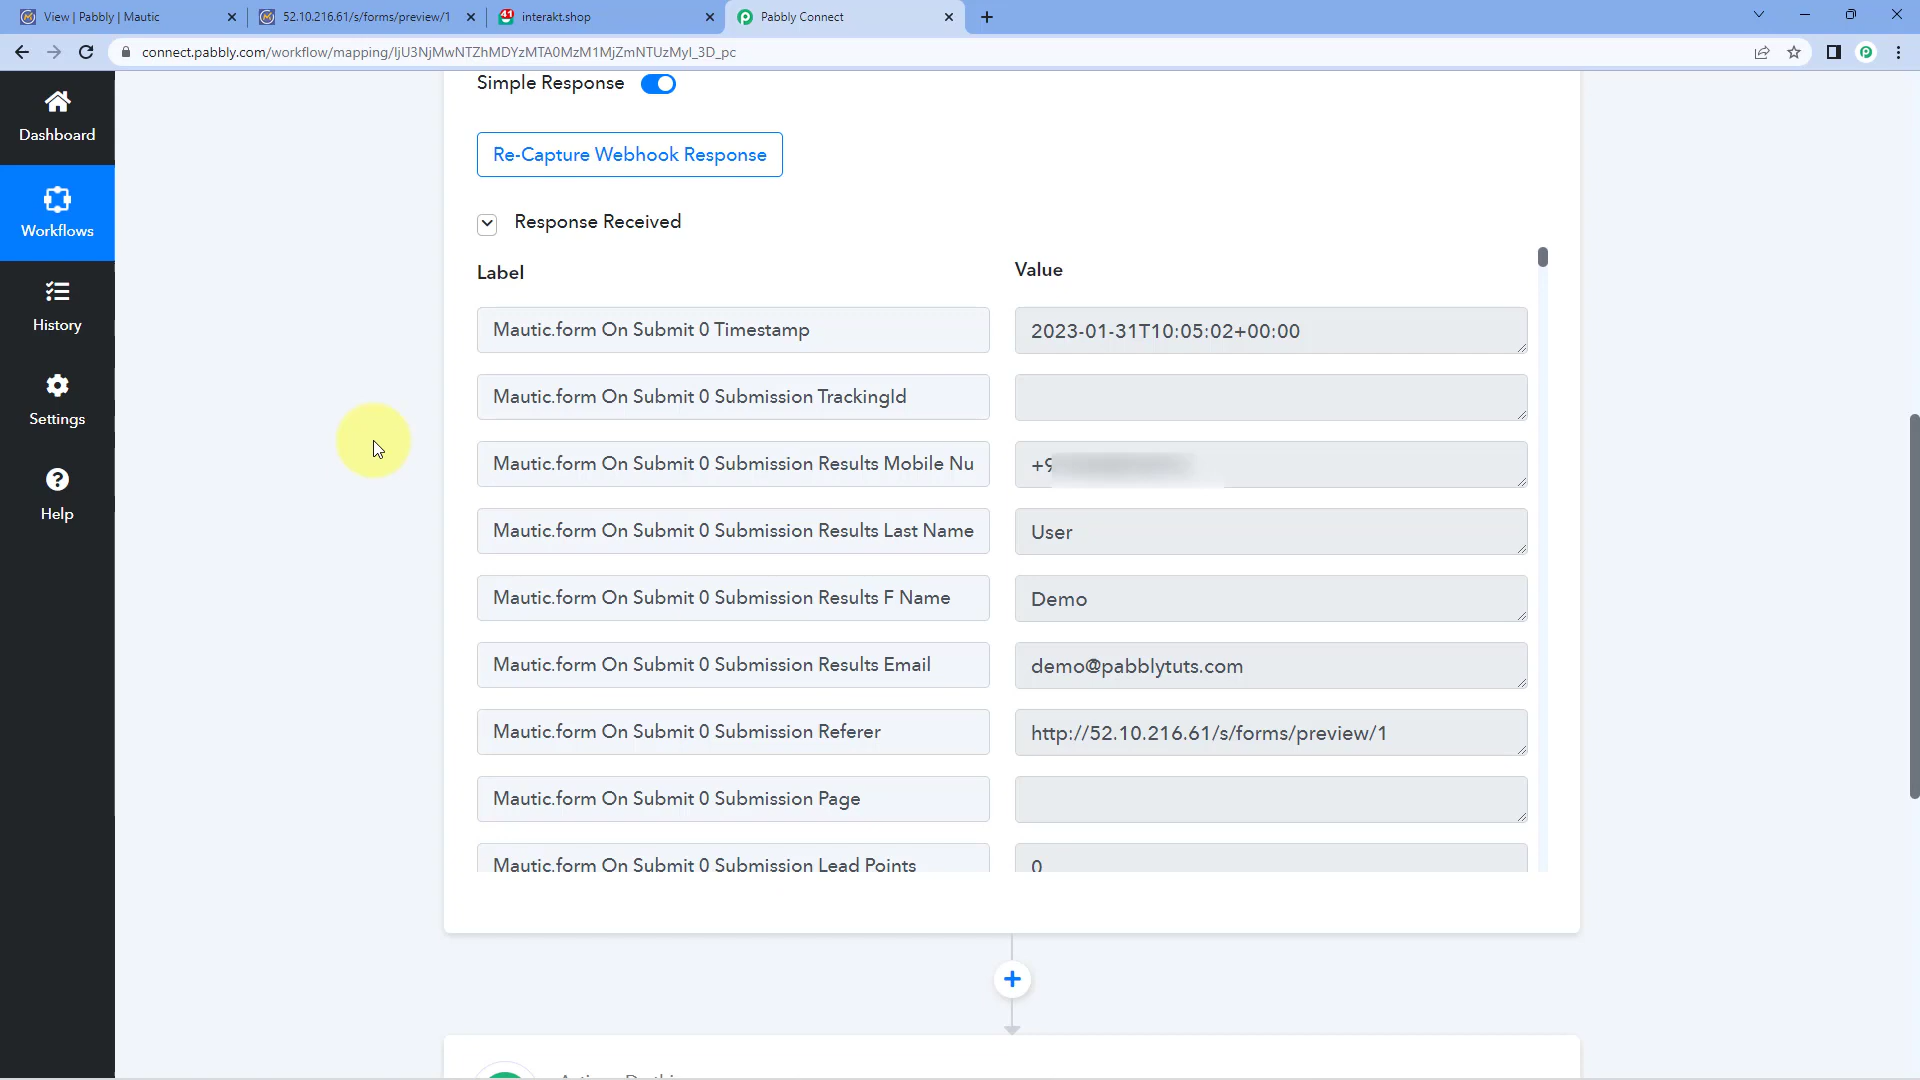 View | Pabbly | Mautic
52.10.216.61/s/forms/preview/1
41
interakt.shop
Pabbly Connect
connect.pabbly.com/workflow/mapping/IjU3NjMwNTZhMDYzMTA0MzM1MjZmNTUzMyI_3D_pc
Dashboard
Workflows
History
Settings
Help
Simple Response
Re-Capture Webhook Response
Response Received
Label Value
Mautic.form On Submit 0 Timestamp 2023-01-31T10:05:02+00:00
Mautic.form On Submit 0 Submission TrackingId
Mautic.form On Submit 0 Submission Results Mobile Nu +9
Mautic.form On Submit 0 Submission Results Last Name User
Mautic.form On Submit 0 Submission Results F Name Demo
Mautic.form On Submit 0 Submission Results Email demo@pabblytuts.com
Mautic.form On Submit 0 Submission Referer http://52.10.216.61/s/forms/preview/1
Mautic.form On Submit 0 Submission Page
Mautic.form On Submit 0 Submission Lead Points 0